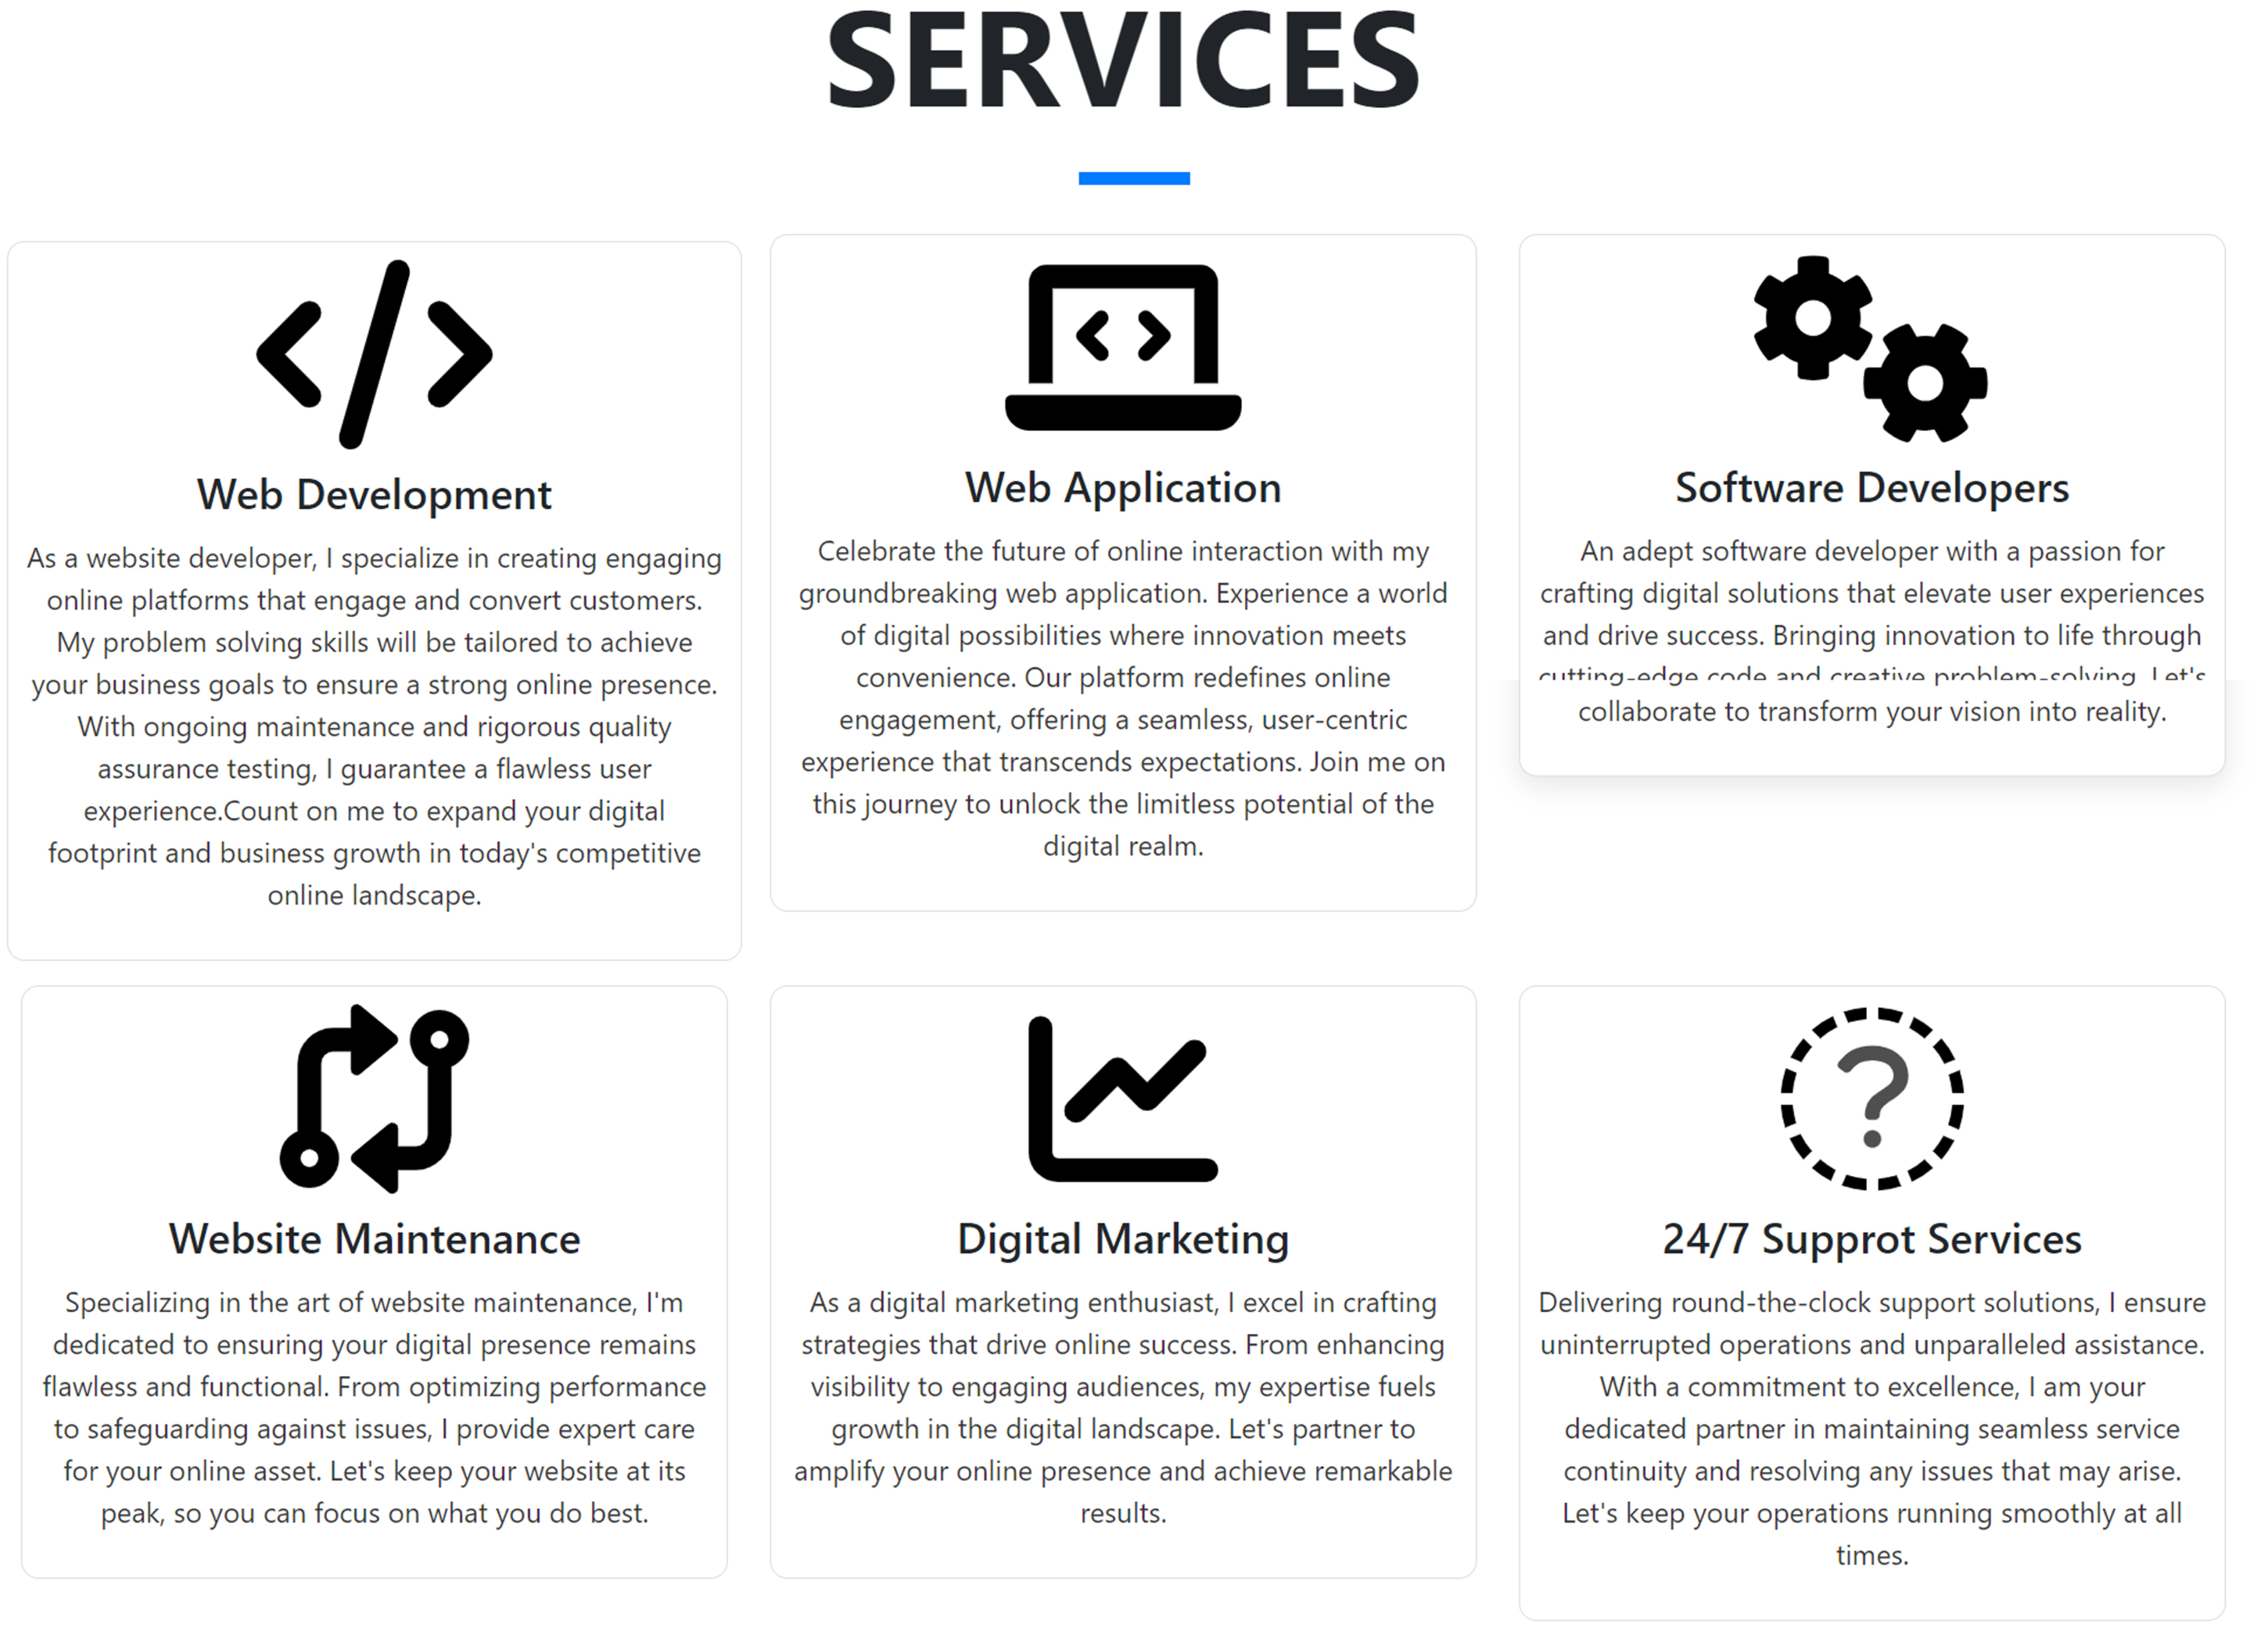 SERVICES
Web Development
As a website developer, I specialize in creating engaging
online platforms that engage and convert customers.
My problem solving skills will be tailored to achieve
your business goals to ensure a strong online presence.
With ongoing maintenance and rigorous quality
assurance testing, I guarantee a flawless user
experience.Count on me to expand your digital
footprint and business growth in today's competitive
online landscape.
Web Application
Celebrate the future of online interaction with my
groundbreaking web application. Experience a world
of digital possibilities where innovation meets
convenience. Our platform redefines online
engagement, offering a seamless, user-centric
experience that transcends expectations. Join me on
this journey to unlock the limitless potential of the
digital realm.
Software Developers
An adept software developer with a passion for
crafting digital solutions that elevate user experiences
and drive success. Bringing innovation to life through
cutting-edge code and creative problem-solving. Let's
collaborate to transform your vision into reality.
Website Maintenance
Specializing in the art of website maintenance, I'm
dedicated to ensuring your digital presence remains
flawless and functional. From optimizing performance
to safeguarding against issues, I provide expert care
for your online asset. Let's keep your website at its
peak, so you can focus on what you do best.
Digital Marketing
As a digital marketing enthusiast, I excel in crafting
strategies that drive online success. From enhancing
visibility to engaging audiences, my expertise fuels
growth in the digital landscape. Let's partner to
amplify your online presence and achieve remarkable
results.
24/7 Supprot Services
Delivering round-the-clock support solutions, I ensure
uninterrupted operations and unparalleled assistance.
With a commitment to excellence, I am your
dedicated partner in maintaining seamless service
continuity and resolving any issues that may arise.
Let's keep your operations running smoothly at all
times.